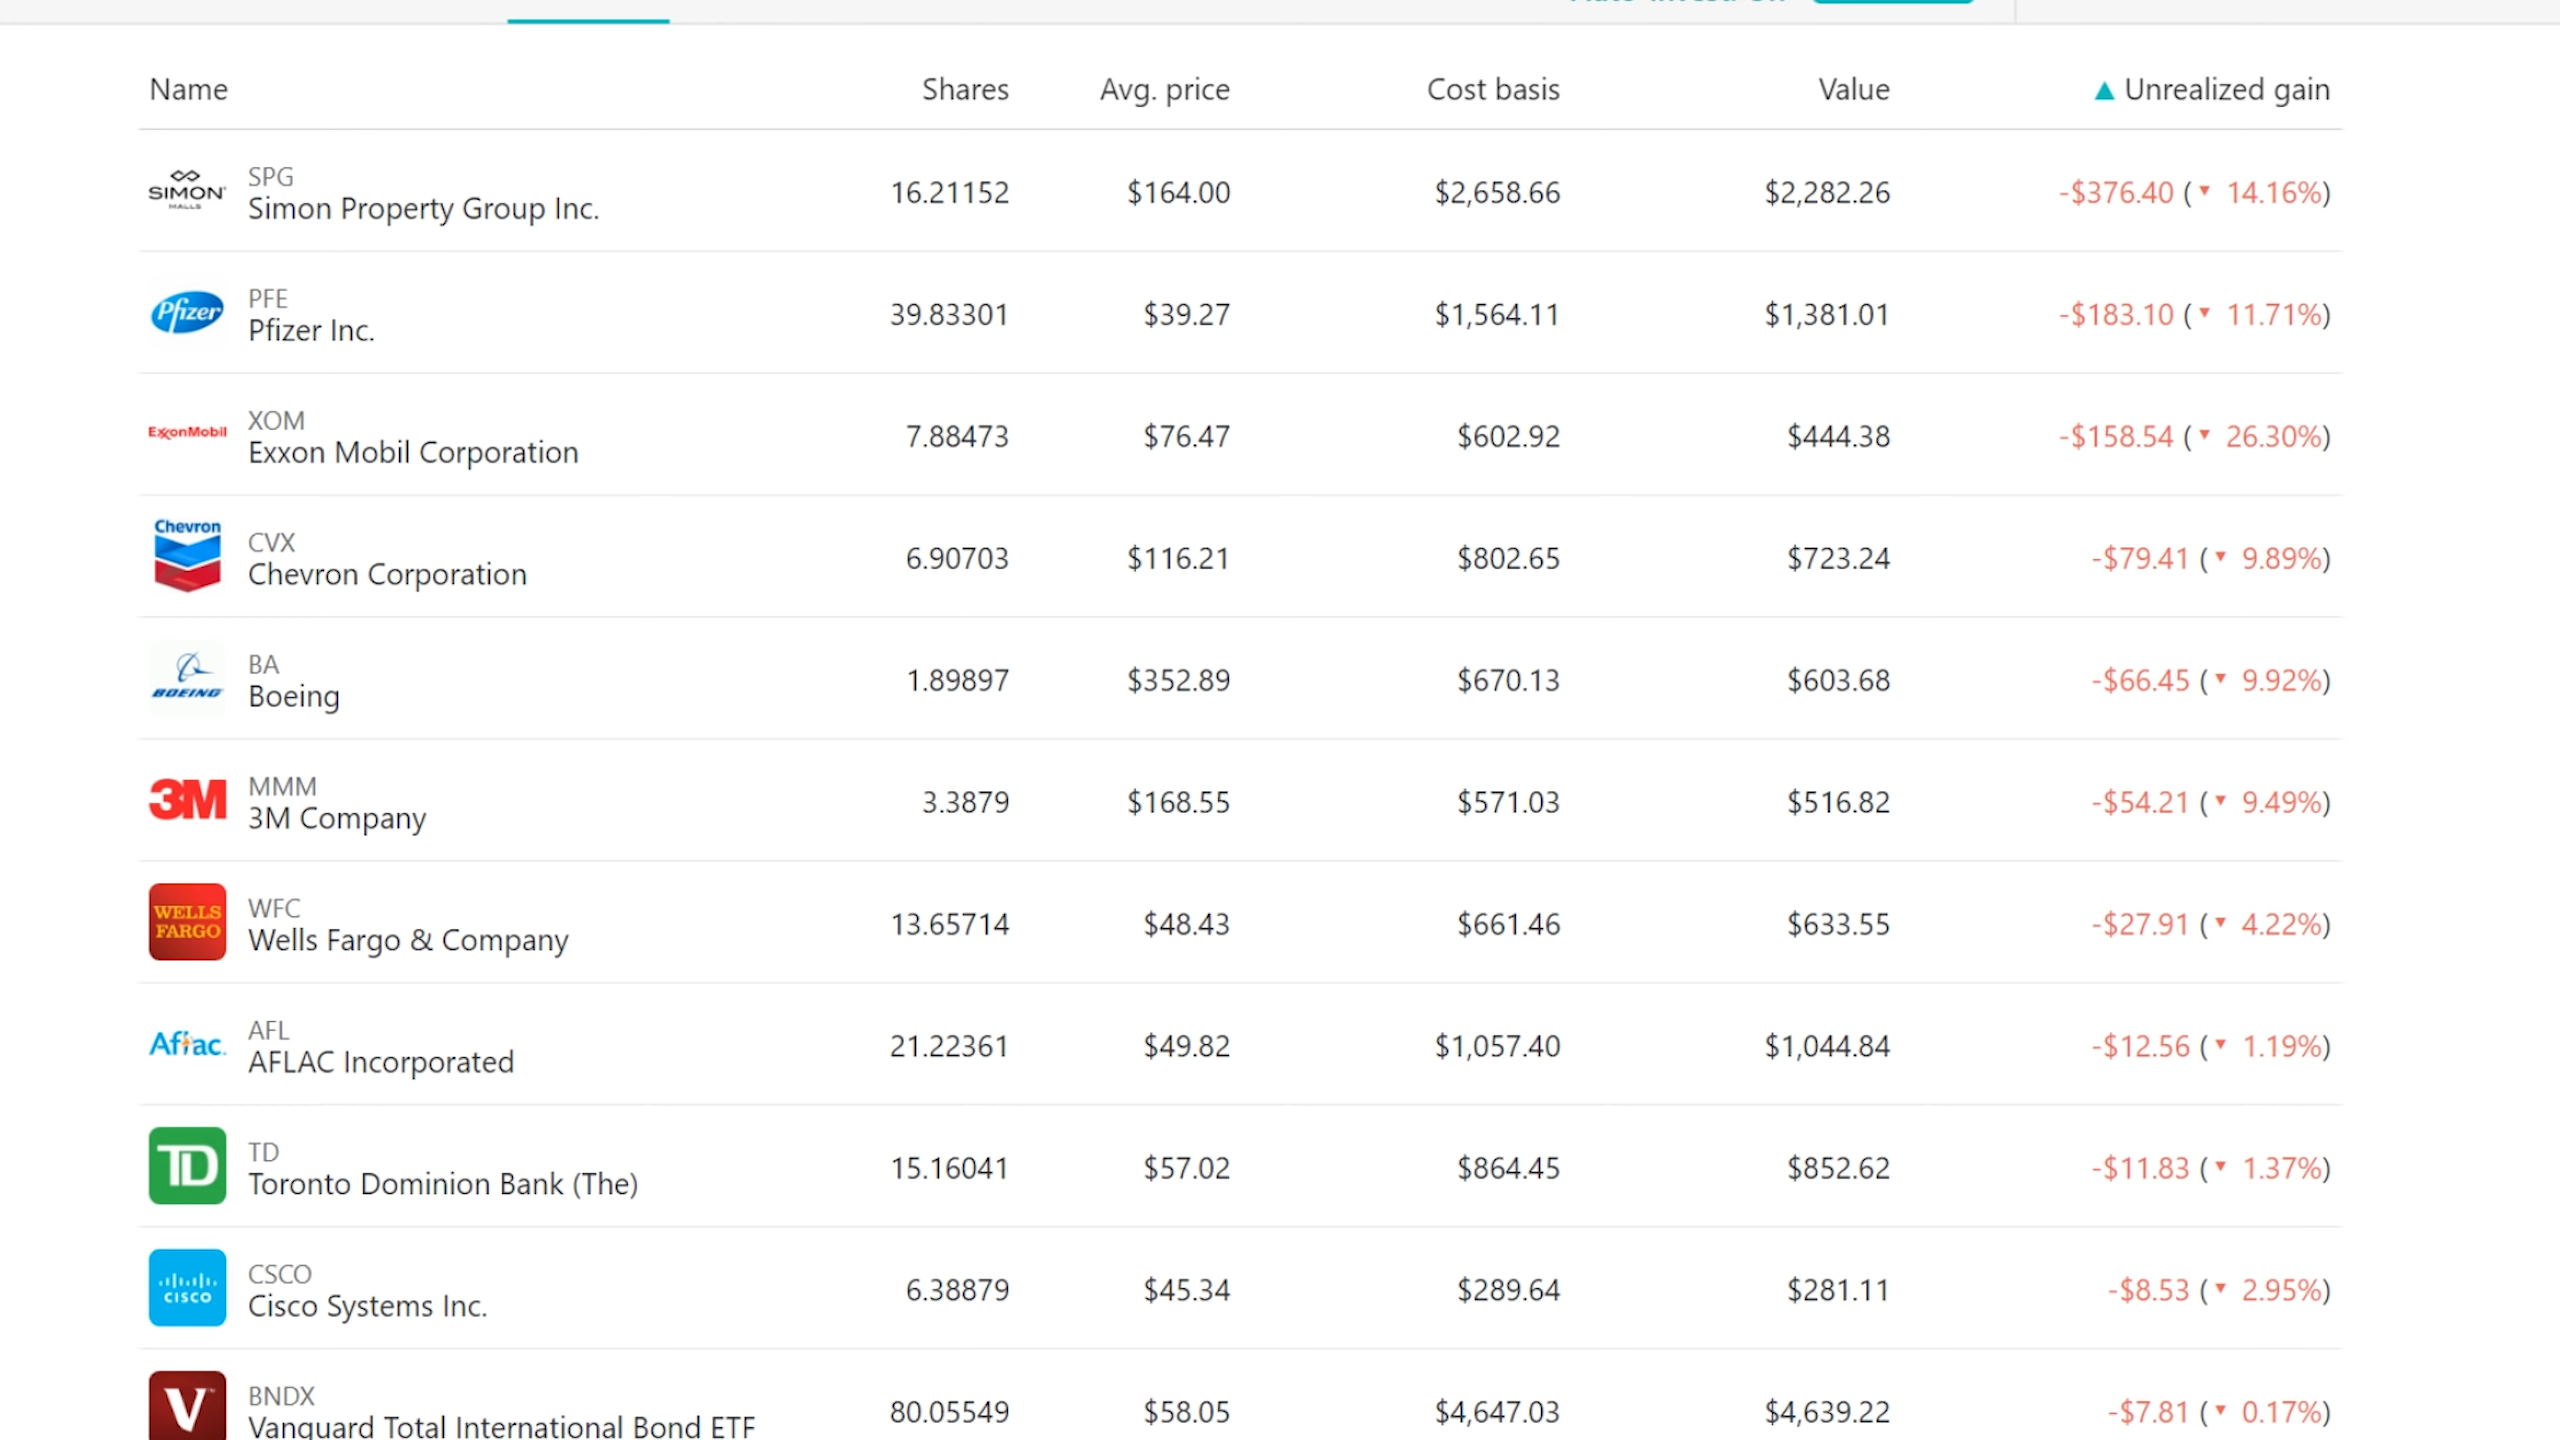 Name Shares Avg. price Cost basis Value ▲ Unrealized gain
SIMON
MALLS
SPG
Simon Property Group Inc.
16.21152 $164.00 $2,658.66 $2,282.26 -$376.40 (▼ 14.16%)
Pfizer
PFE
Pfizer Inc.
39.83301 $39.27 $1,564.11 $1,381.01 -$183.10 (▼ 11.71%)
ExxonMobil
XOM
Exxon Mobil Corporation
7.88473 $76.47 $602.92 $444.38 -$158.54 (▼ 26.30%)
Chevron
CVX
Chevron Corporation
6.90703 $116.21 $802.65 $723.24 -$79.41 (▼ 9.89%)
BOEING
BA
Boeing
1.89897 $352.89 $670.13 $603.68 -$66.45 (▼ 9.92%)
3M
MMM
3M Company
3.3879 $168.55 $571.03 $516.82 -$54.21 (▼ 9.49%)
WELLS
FARGO
WFC
Wells Fargo & Company
13.65714 $48.43 $661.46 $633.55 -$27.91 (▼ 4.22%)
Aflac.
AFL
AFLAC Incorporated
21.22361 $49.82 $1,057.40 $1,044.84 -$12.56 (▼ 1.19%)
TD
TD
Toronto Dominion Bank (The)
15.16041 $57.02 $864.45 $852.62 -$11.83 (▼ 1.37%)
CISCO
CSCO
Cisco Systems Inc.
6.38879 $45.34 $289.64 $281.11 -$8.53 (▼ 2.95%)
V
BNDX
Vanguard Total International Bond ETF
80.05549 $58.05 $4,647.03 $4,639.22 -$7.81 (▼ 0.17%)